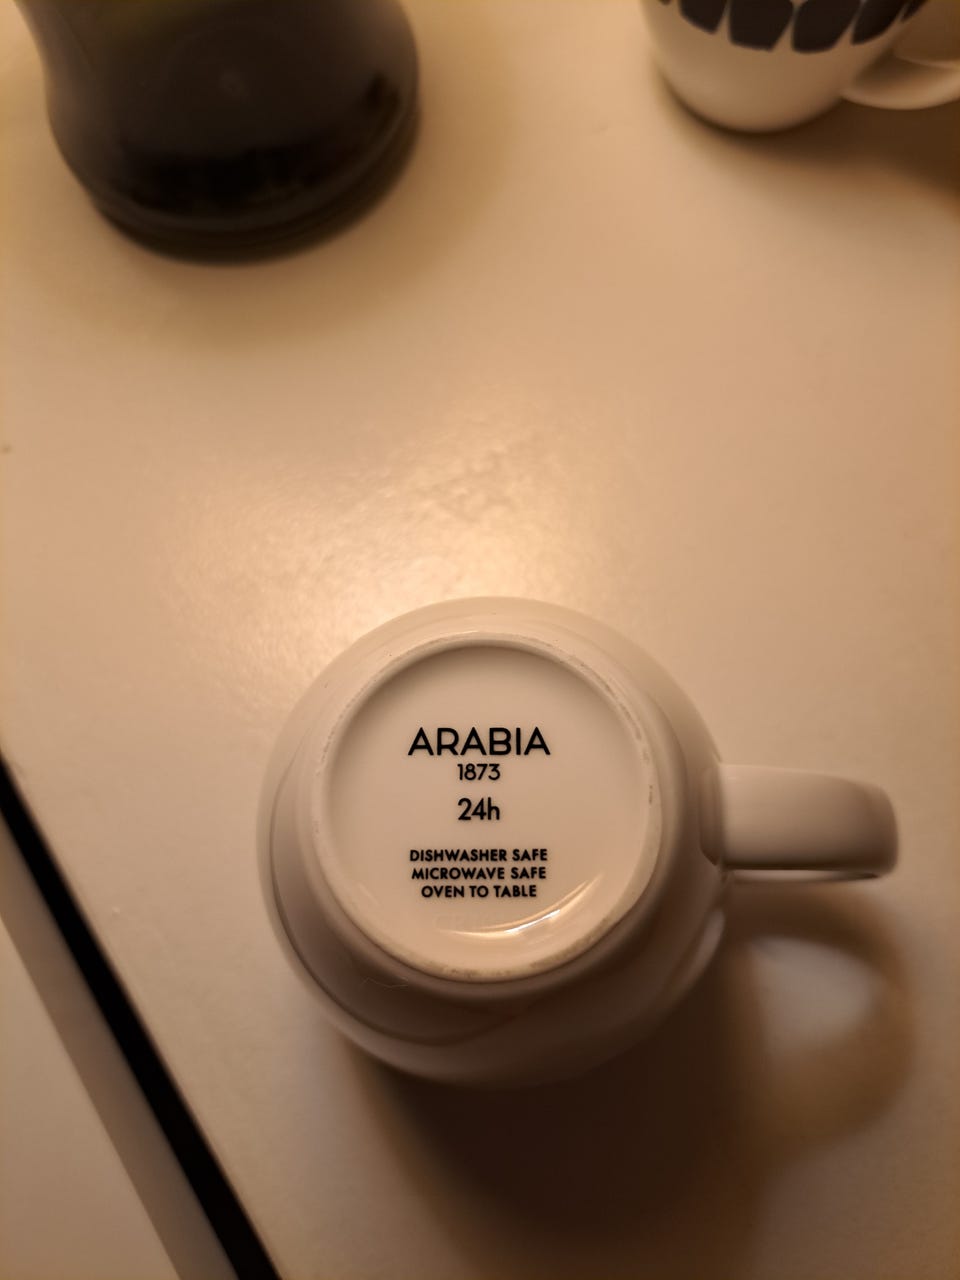 ARABIA
1873
24h
DISHWASHER SAFE
MICROWAVE SAFE
OVEN TO TABLE